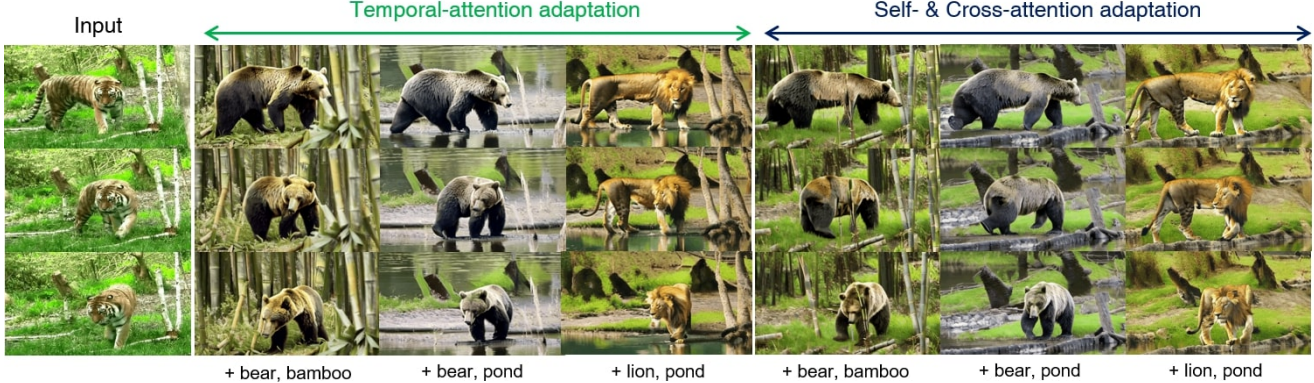 Input
Temporal-attention adaptation
Self- & Cross-attention adaptation
+ bear, bamboo
+ bear, pond
+ lion, pond
+ bear, bamboo
+ bear, pond
+ lion, pond